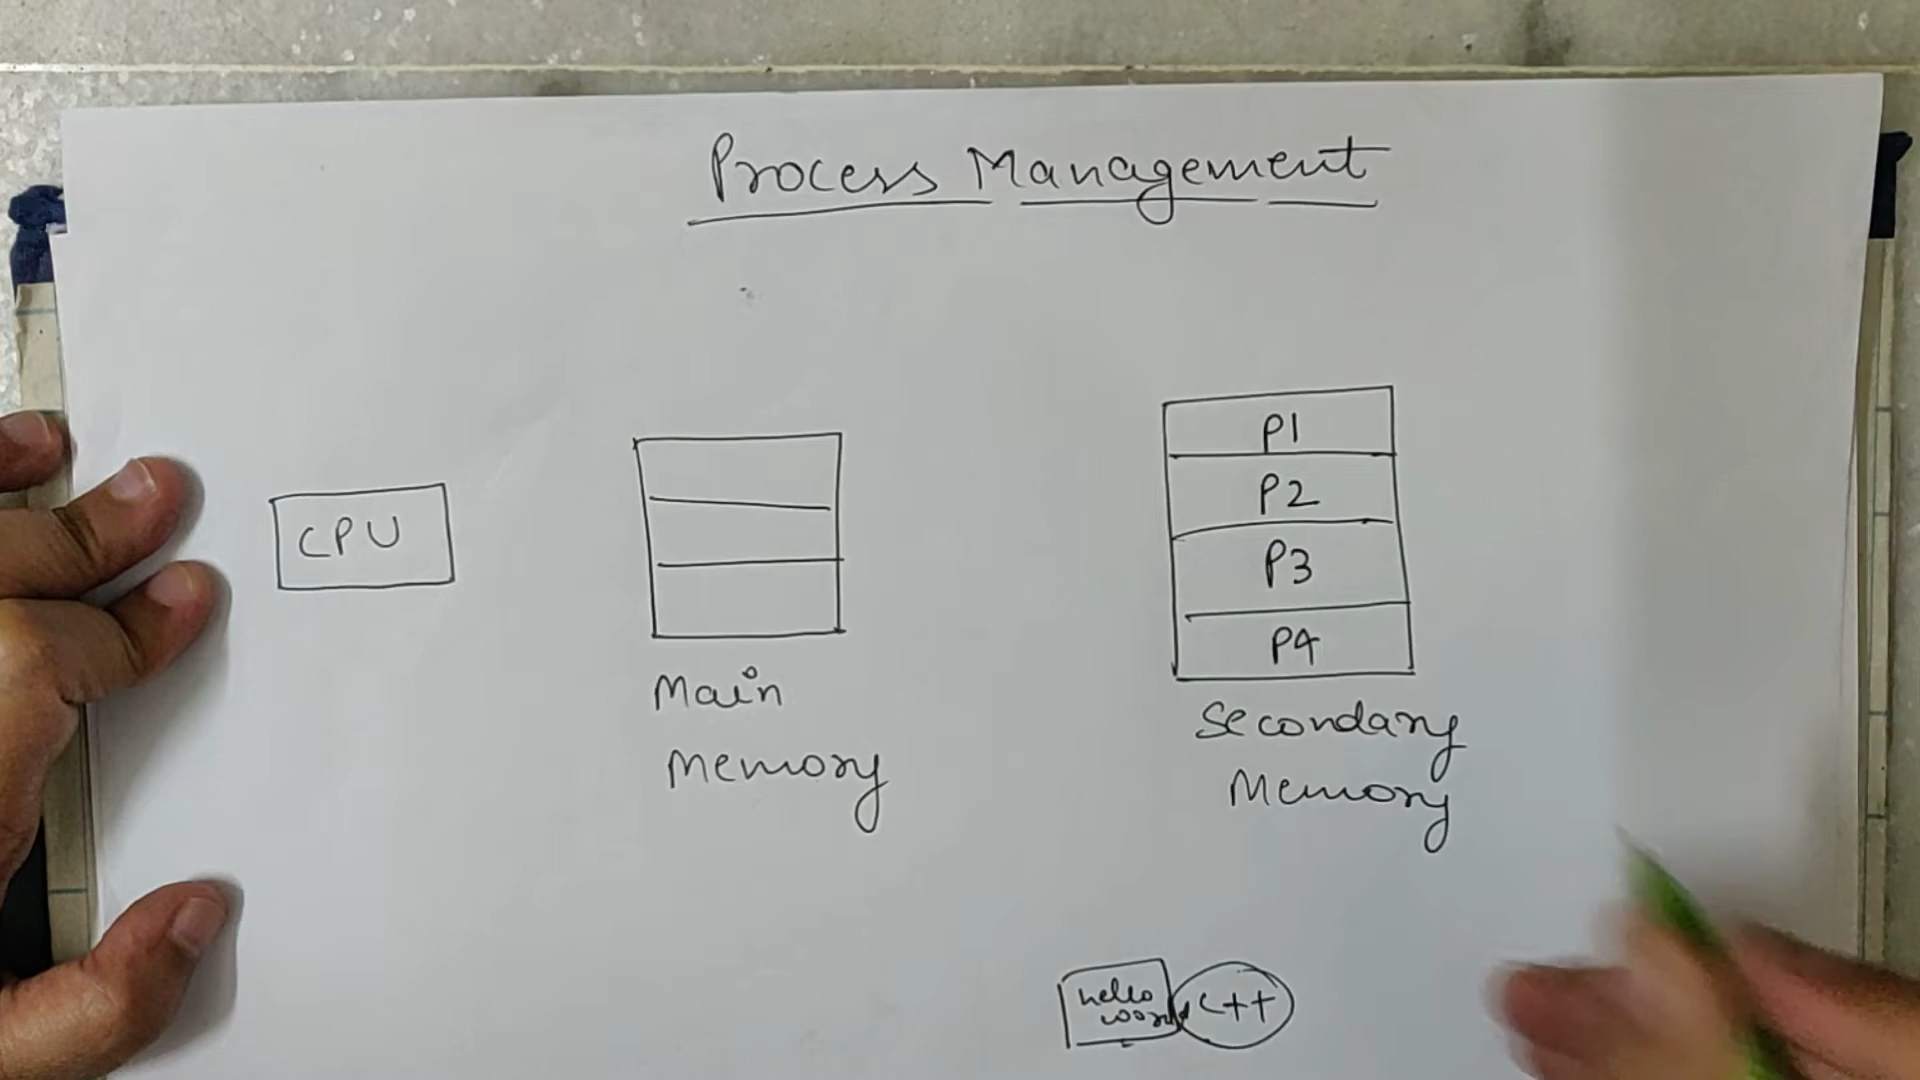 Process Management
CPU
Main
Memory
P1
P2
P3
P4
Secondary
Memory
hello
world
C++